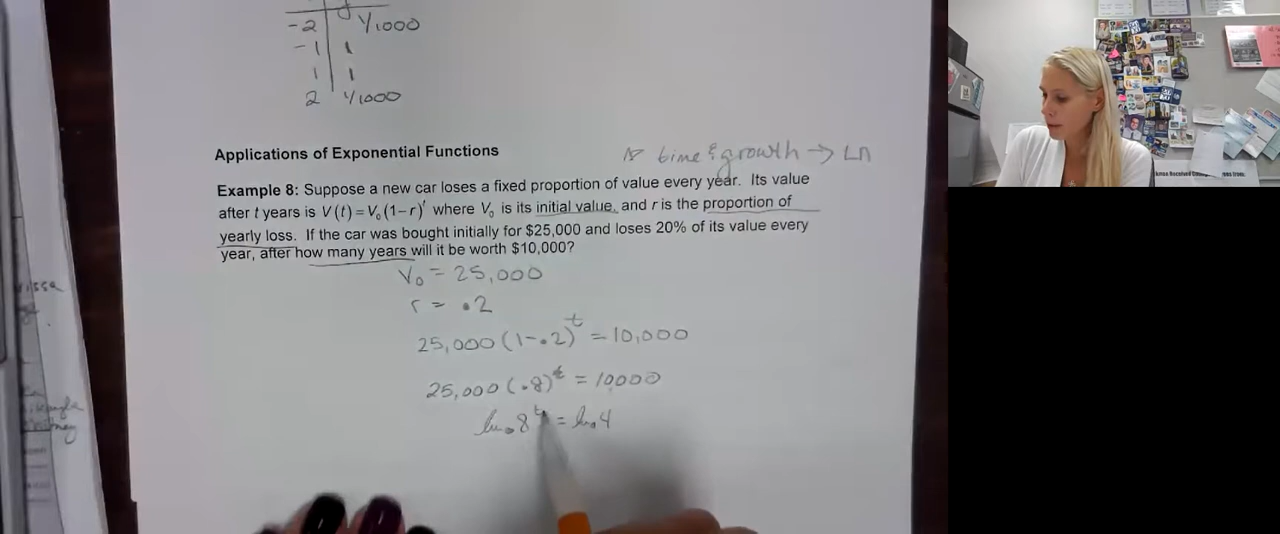 y
-2 1/1000
-1 1
1 1
2 1/1000
Applications of Exponential Functions
time & growth → LN
Example 8: Suppose a new car loses a fixed proportion of value every year. Its value
after t years is V(t) = V₀(1-r)ᵗ where V₀ is its initial value, and r is the proportion of
yearly loss. If the car was bought initially for $25,000 and loses 20% of its value every
year, after how many years will it be worth $10,000?
V₀ = 25,000
r = .2
25,000 (1-.2)ᵗ = 10,000
25,000 (.8)ᵗ = 10000
ln .8ᵗ = ln .4